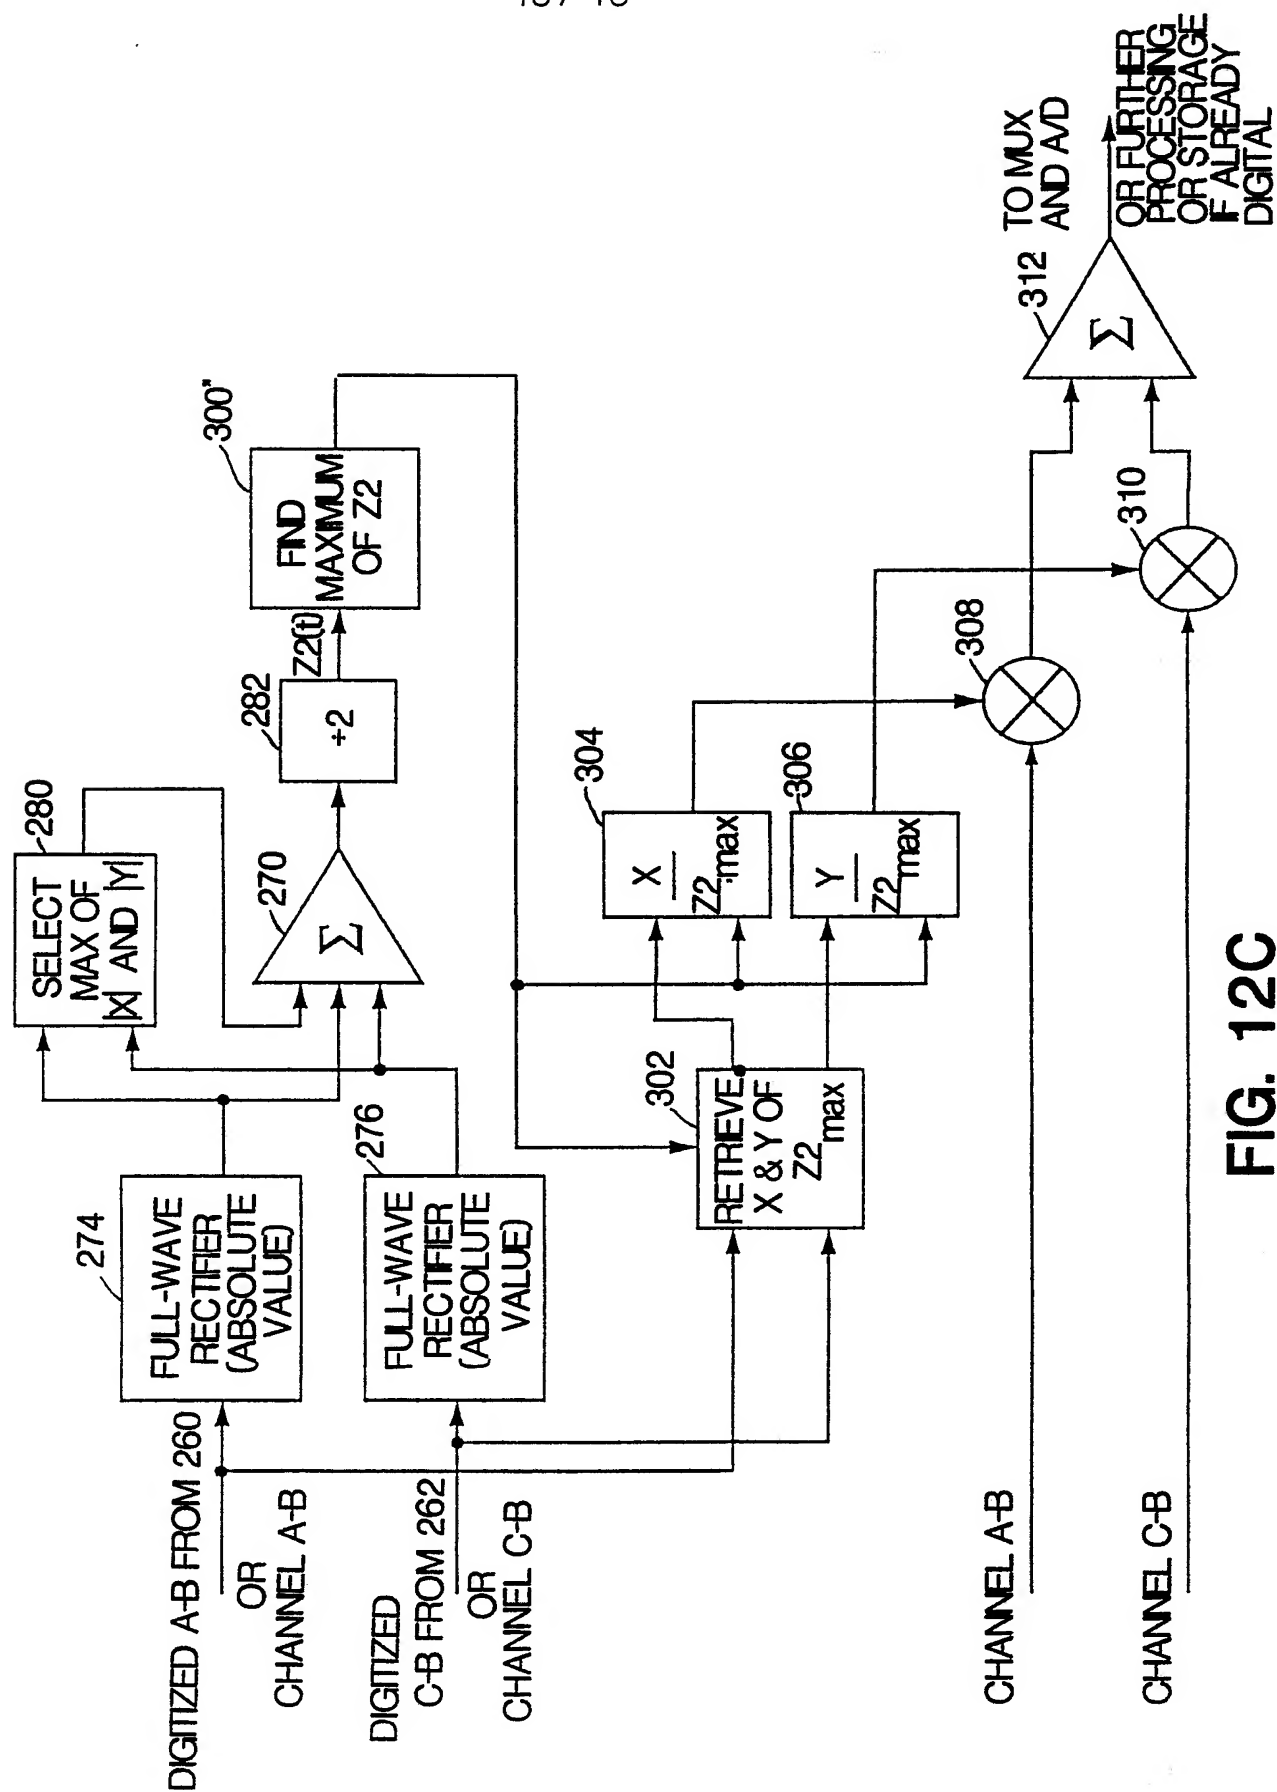 DIGITIZED A-B FROM 260
OR
CHANNEL A-B
274
FULL-WAVE
RECTIFIER
(ABSOLUTE
VALUE)
DIGITIZED
C-B FROM 262
OR
CHANNEL C-B
276
FULL-WAVE
RECTIFIER
(ABSOLUTE
VALUE)
280
SELECT
MAX OF
|X| AND |Y|
270
Σ
282
÷2
Z2(t)
300"
FIND
MAXIMUM
OF Z2
302
RETRIEVE
X & Y OF
Z2max
304
X
Z2max
306
Y
Z2max
308
310
312
Σ
TO MUX
AND A/D
OR FURTHER
PROCESSING
OR STORAGE
IF ALREADY
DIGITAL
CHANNEL A-B
CHANNEL C-B
FIG. 12C